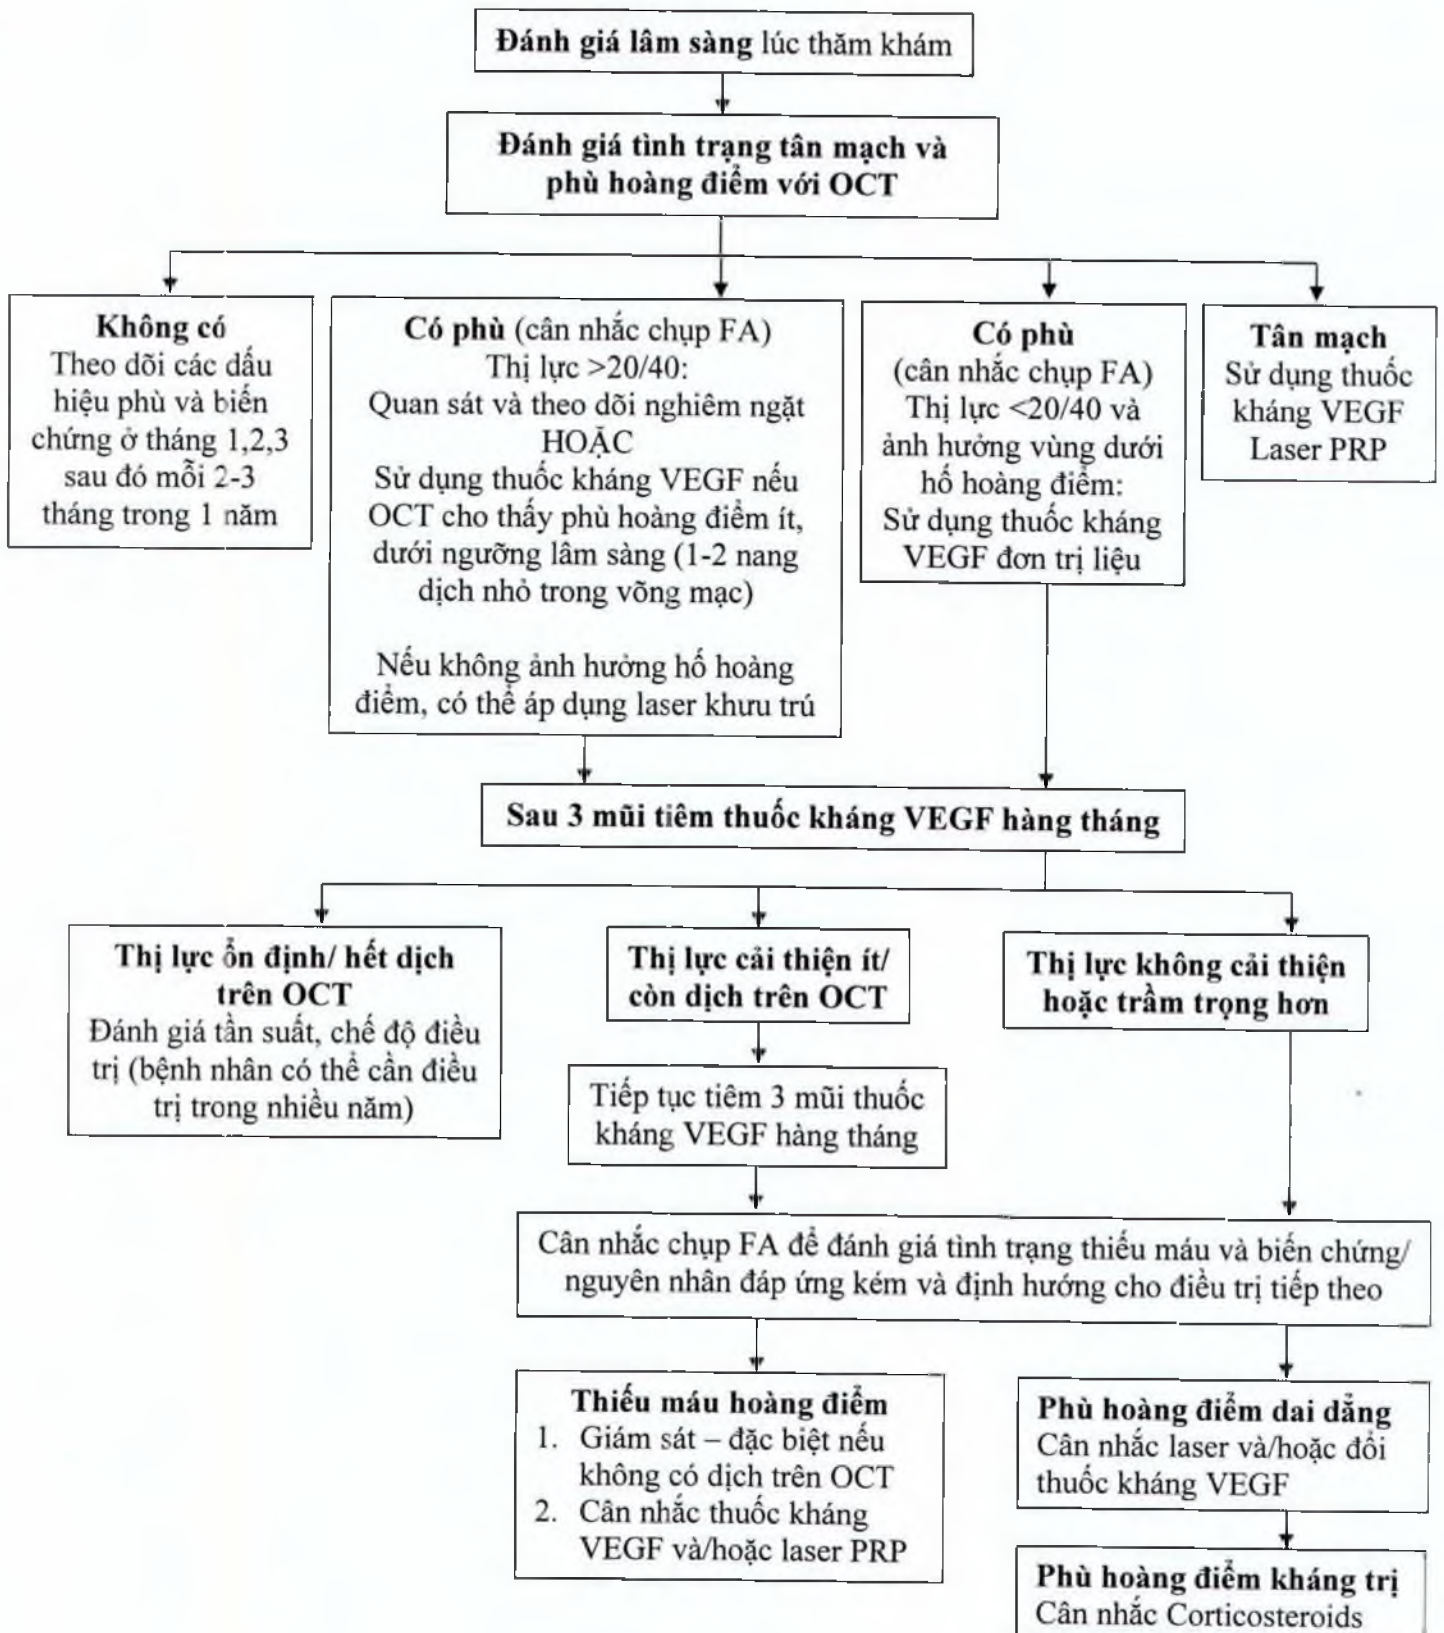 Đánh giá lâm sàng lúc thăm khám
Đánh giá tình trạng tân mạch và
phù hoàng điểm với OCT
Không có
Theo dõi các dấu
hiệu phù và biến
chứng ở tháng 1,2,3
sau đó mỗi 2-3
tháng trong 1 năm
Có phù (cân nhắc chụp FA)
Thị lực >20/40:
Quan sát và theo dõi nghiêm ngặt
HOẶC
Sử dụng thuốc kháng VEGF nếu
OCT cho thấy phù hoàng điểm ít,
dưới ngưỡng lâm sàng (1-2 nang
dịch nhỏ trong võng mạc)
Nếu không ảnh hưởng hố hoàng
điểm, có thể áp dụng laser khưu trú
Có phù
(cân nhắc chụp FA)
Thị lực <20/40 và
ảnh hưởng vùng dưới
hố hoàng điểm:
Sử dụng thuốc kháng
VEGF đơn trị liệu
Tân mạch
Sử dụng thuốc
kháng VEGF
Laser PRP
Sau 3 mũi tiêm thuốc kháng VEGF hàng tháng
Thị lực ổn định/ hết dịch
trên OCT
Đánh giá tần suất, chế độ điều
trị (bệnh nhân có thể cần điều
trị trong nhiều năm)
Thị lực cải thiện ít/
còn dịch trên OCT
Tiếp tục tiêm 3 mũi thuốc
kháng VEGF hàng tháng
Thị lực không cải thiện
hoặc trầm trọng hơn
Cân nhắc chụp FA để đánh giá tình trạng thiếu máu và biến chứng/
nguyên nhân đáp ứng kém và định hướng cho điều trị tiếp theo
Thiếu máu hoàng điểm
1. Giám sát – đặc biệt nếu
không có dịch trên OCT
2. Cân nhắc thuốc kháng
VEGF và/hoặc laser PRP
Phù hoàng điểm dai dẳng
Cân nhắc laser và/hoặc đổi
thuốc kháng VEGF
Phù hoàng điểm kháng trị
Cân nhắc Corticosteroids